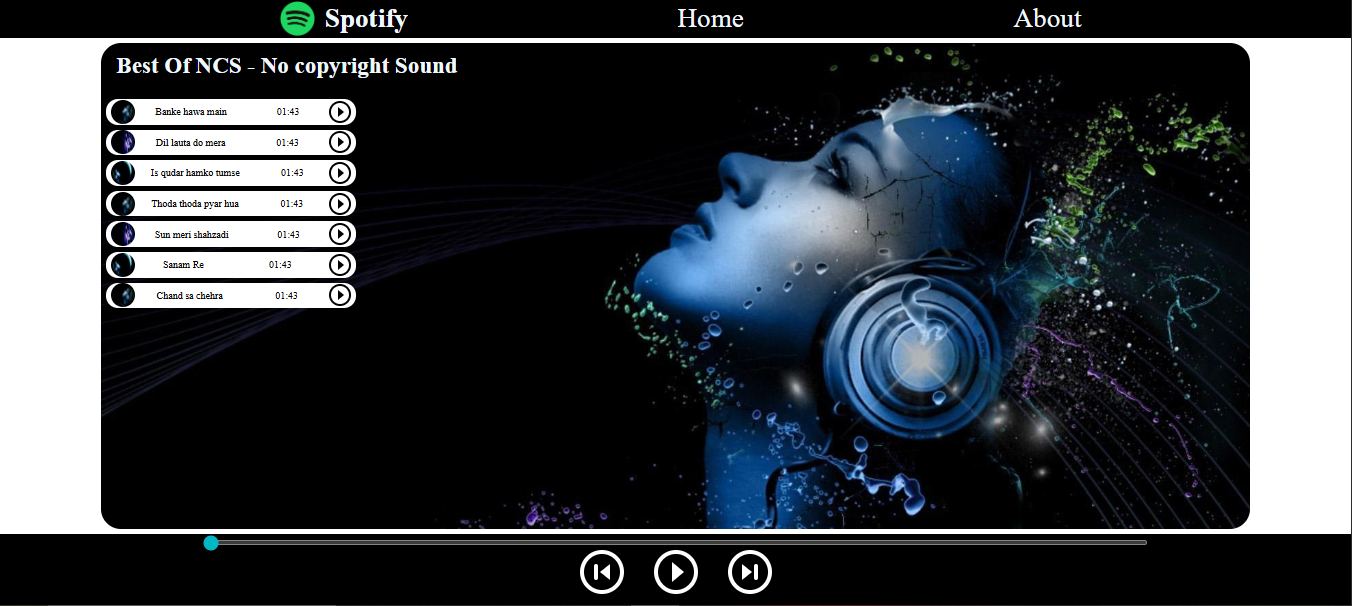 Spotify Home About
Best Of NCS - No copyright Sound
Banke hawa main 01:43
Dil lauta do mera 01:43
Is qudar hamko tumse 01:43
Thoda thoda pyar hua 01:43
Sun meri shahzadi 01:43
Sanam Re 01:43
Chand sa chehra 01:43